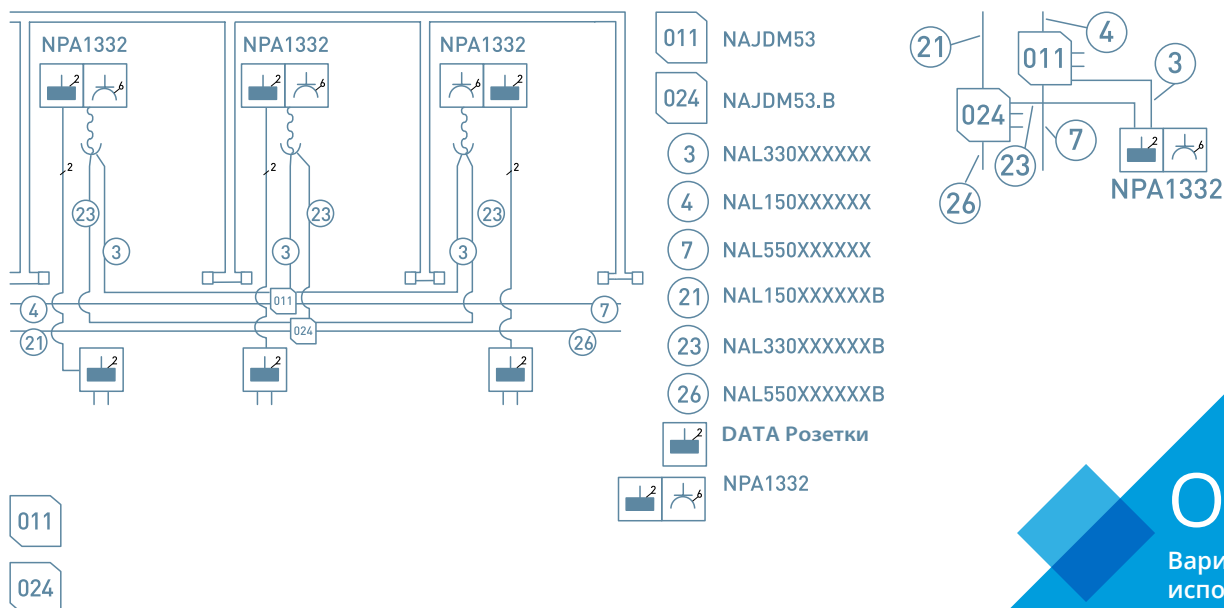 NPA1332
2
6
NPA1332
2
6
NPA1332
6
2
2
2
2
23
3
3
23
3
23
4
011
7
21
024
26
2
2
2
011
024
011 NAJDM53
024 NAJDM53.B
3 NAL330XXXXXX
4 NAL150XXXXXX
7 NAL550XXXXXX
21 NAL150XXXXXXB
23 NAL330XXXXXXB
26 NAL550XXXXXXB
2 DATA Розетки
2 6 NPA1332
21
4
011
3
024
7
23
26
2
6
NPA1332
О
Вари
испо